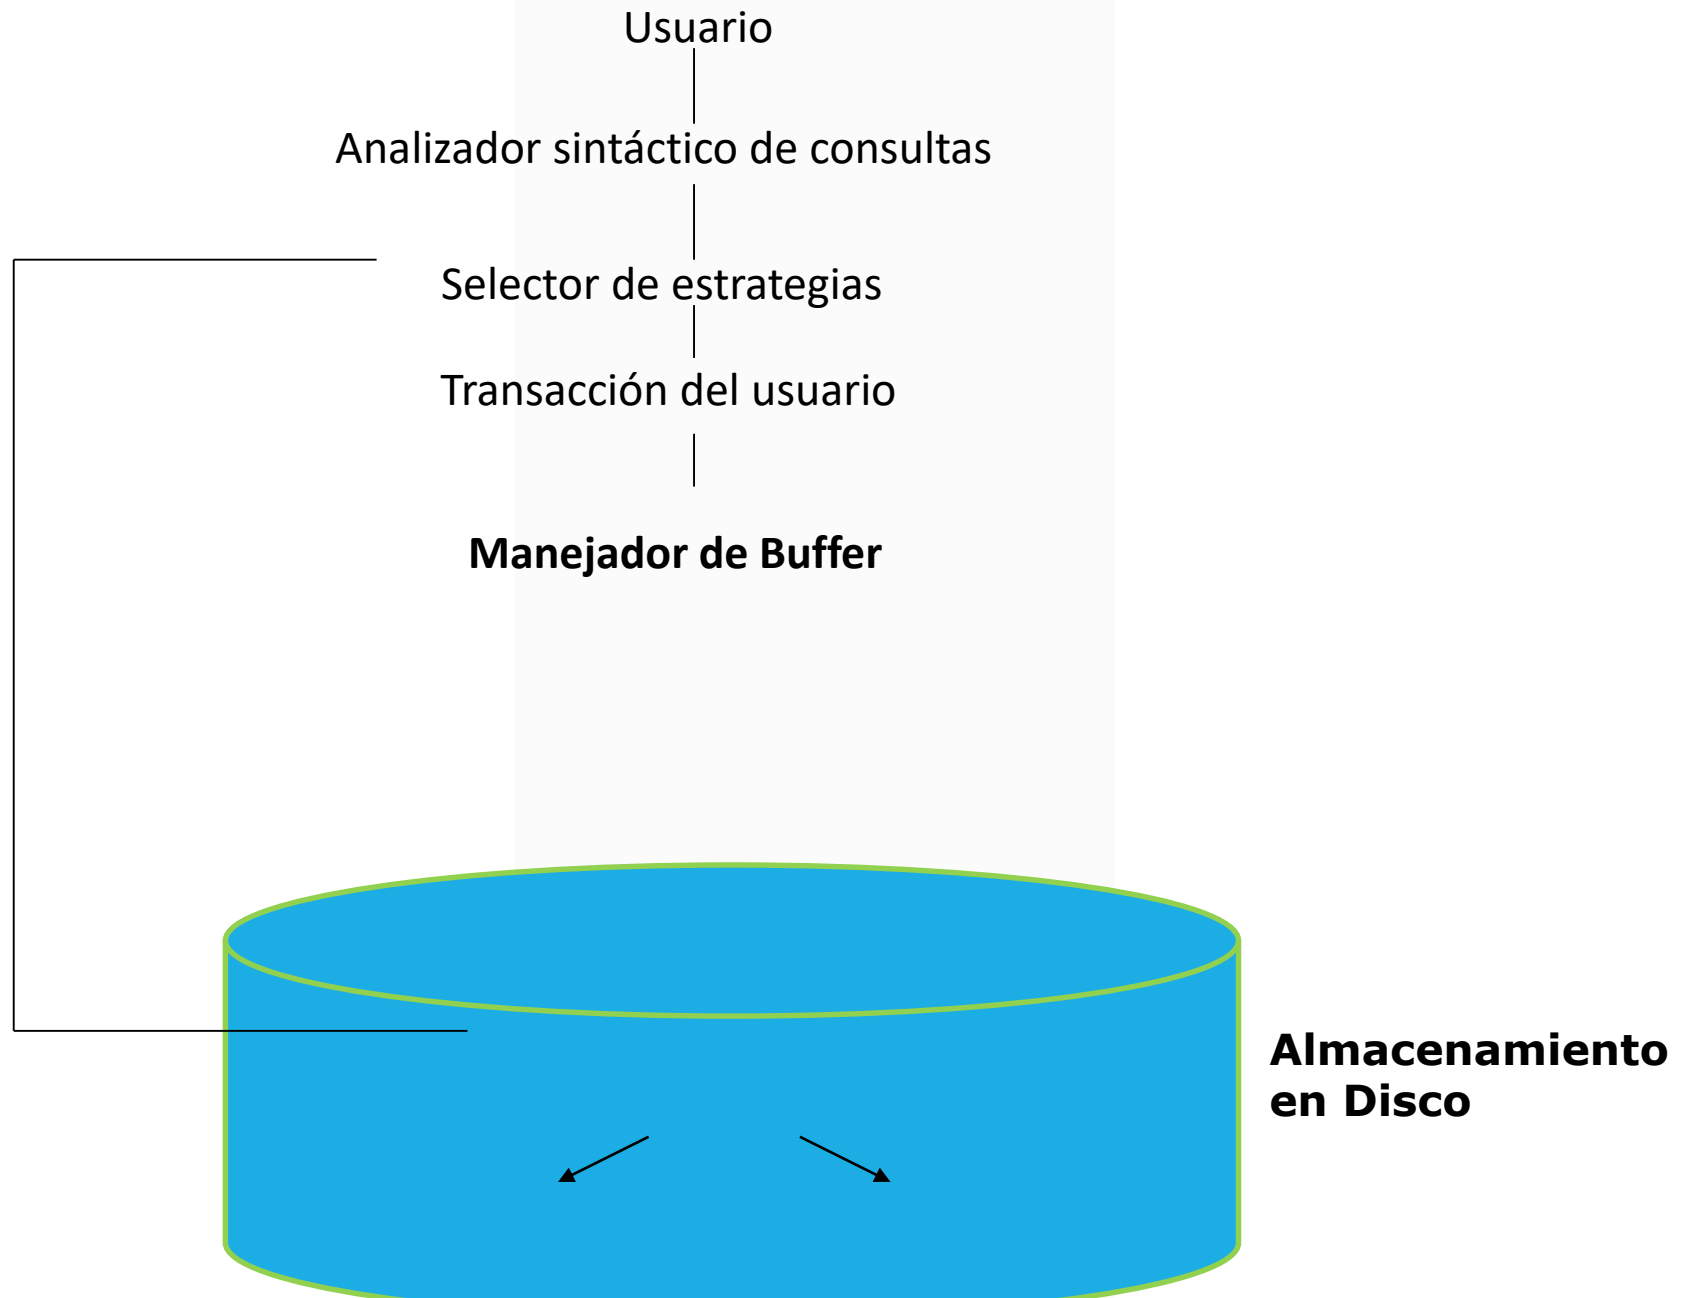 Usuario
Analizador sintáctico de consultas
Selector de estrategias
Transacción del usuario
Manejador de Buffer
Almacenamiento
en Disco